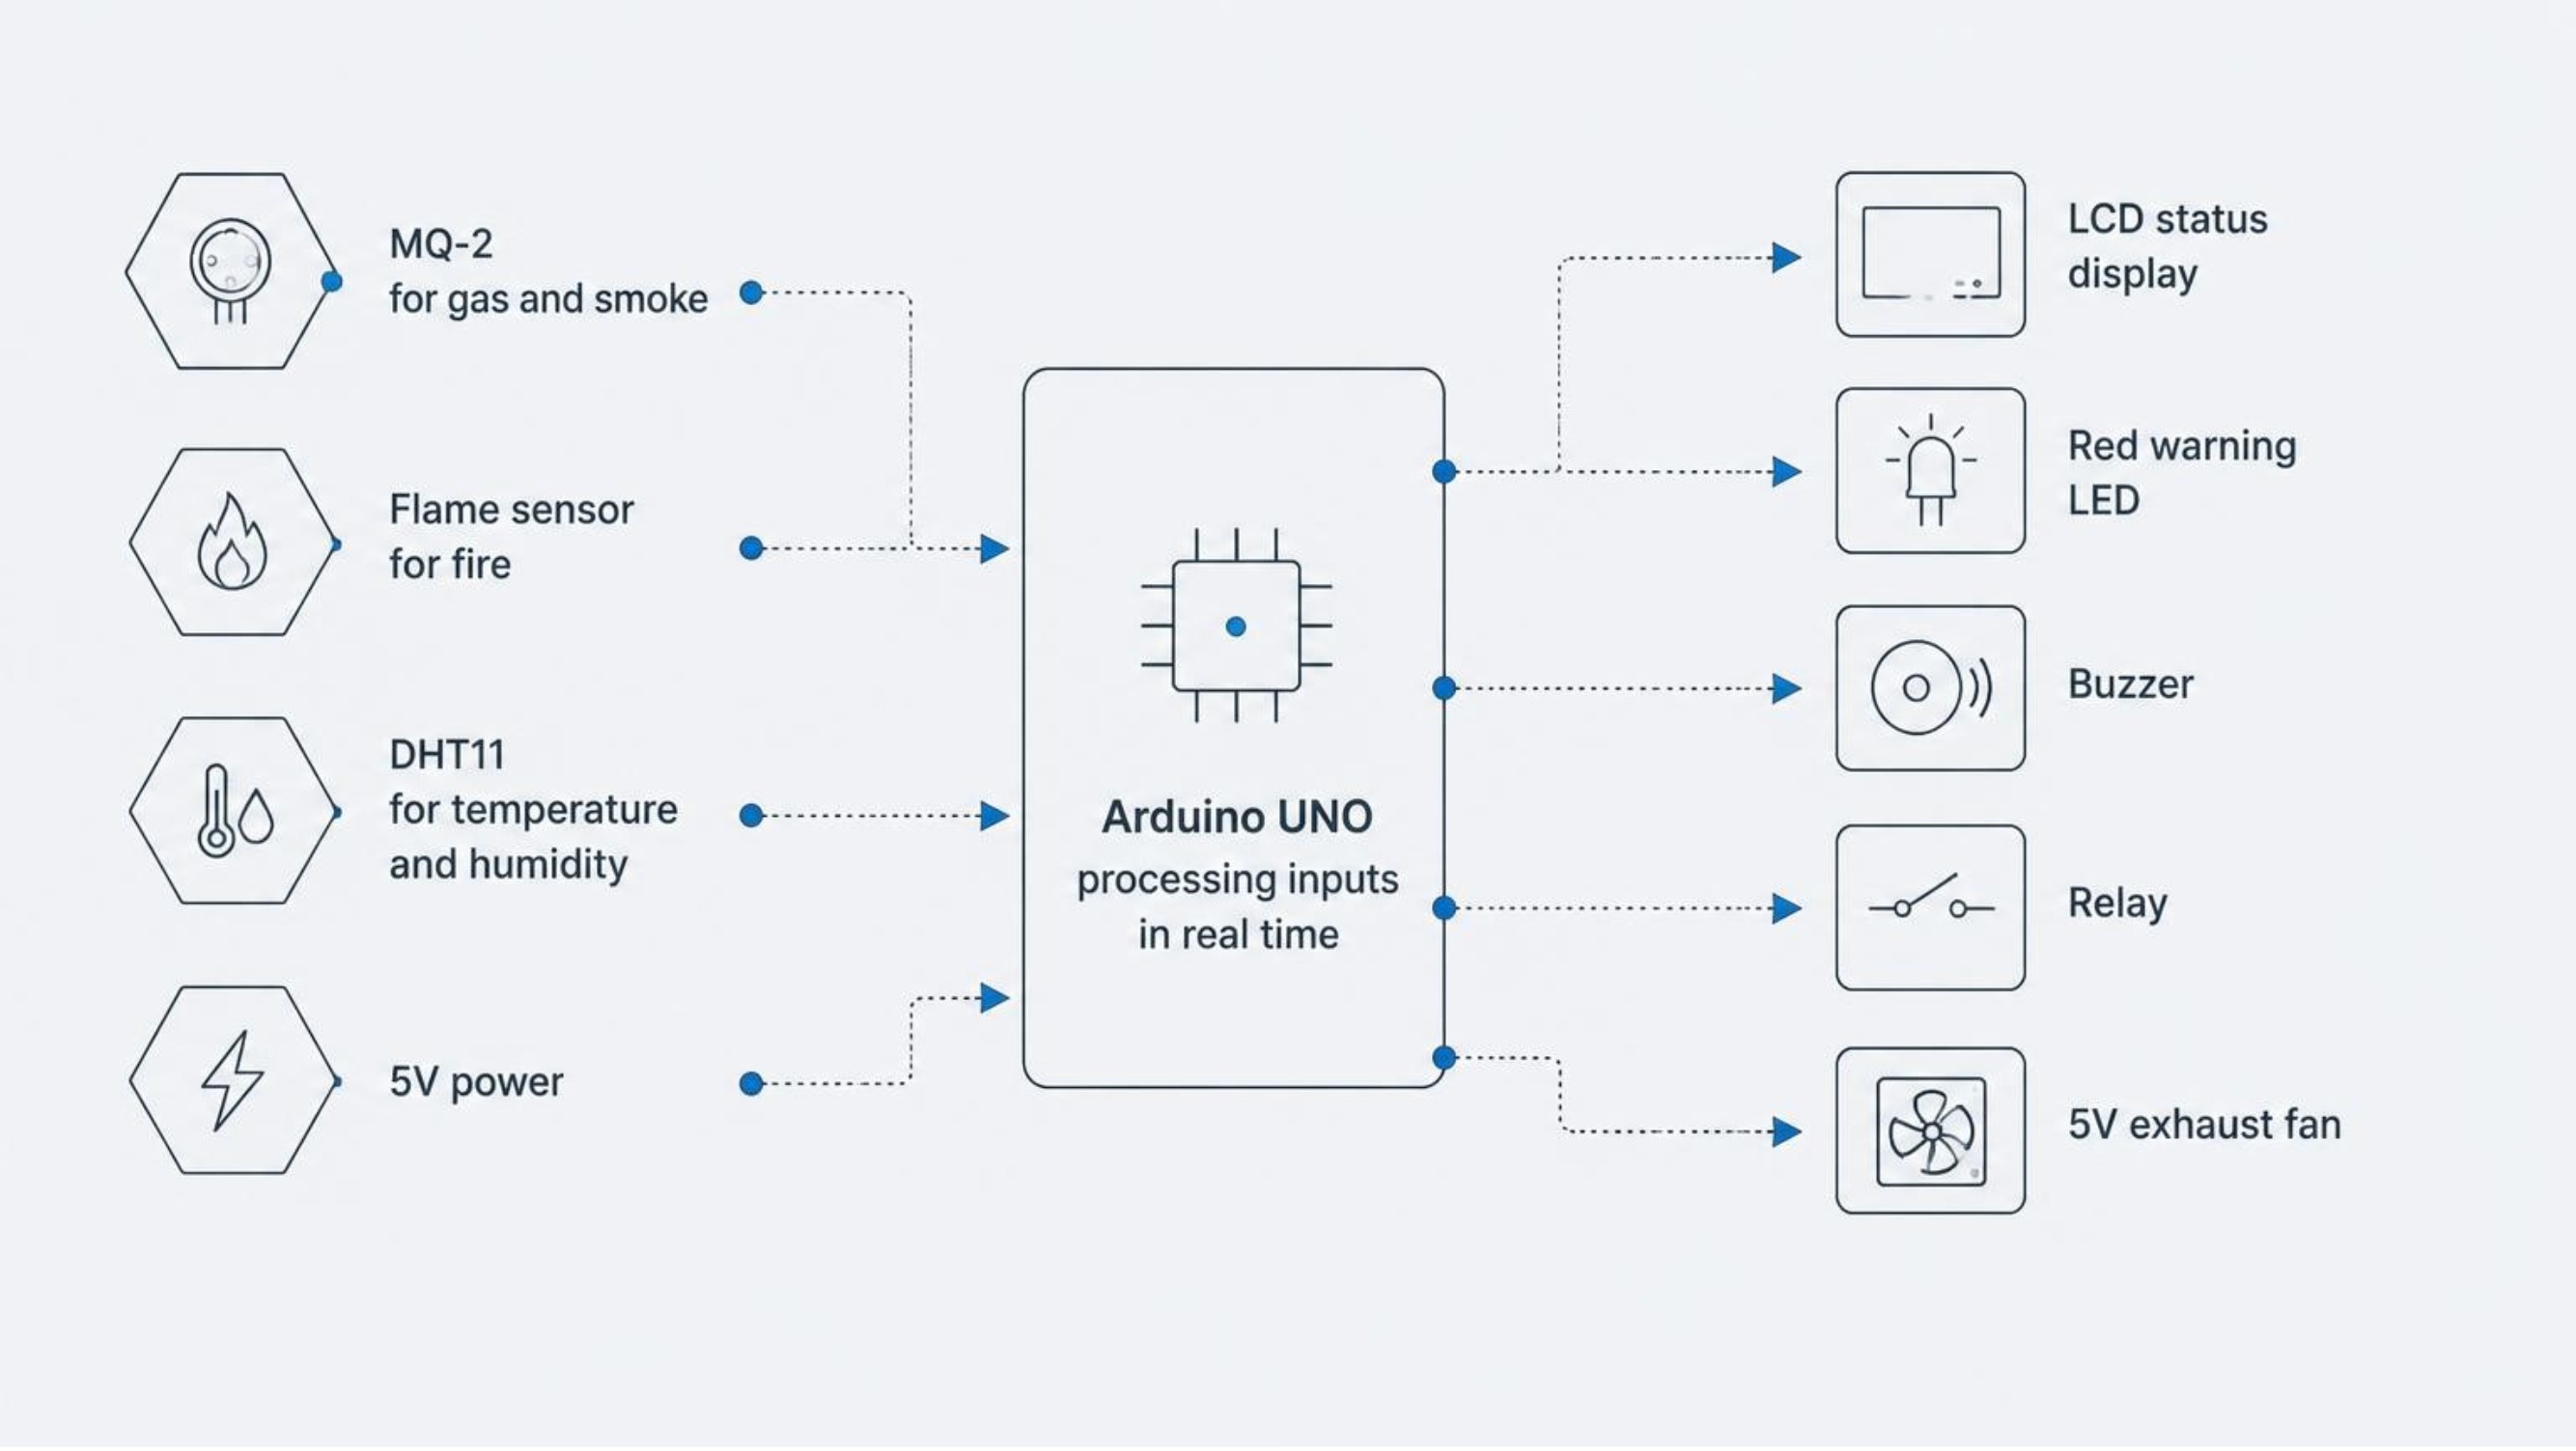 MQ-2
for gas and smoke
Flame sensor
for fire
DHT11
for temperature
and humidity
5V power
Arduino UNO
processing inputs
in real time
LCD status
display
Red warning
LED
Buzzer
Relay
5V exhaust fan